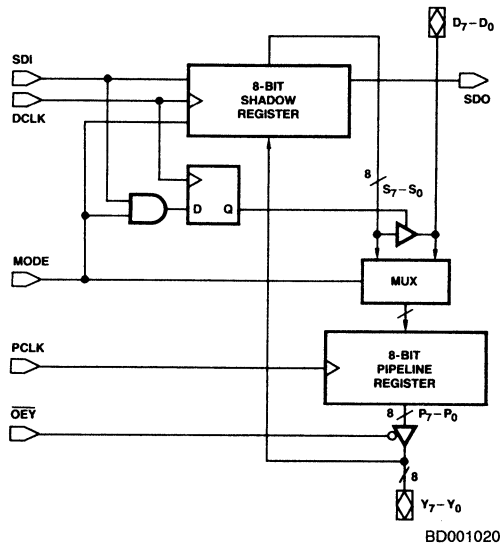 D₇–D₀
SDI
DCLK
8-BIT
SHADOW
REGISTER
SDO
8
S₇–S₀
D Q
MODE
MUX
PCLK
8-BIT
PIPELINE
REGISTER
8 P₇–P₀
O̅E̅Y̅
8
Y₇–Y₀
BD001020